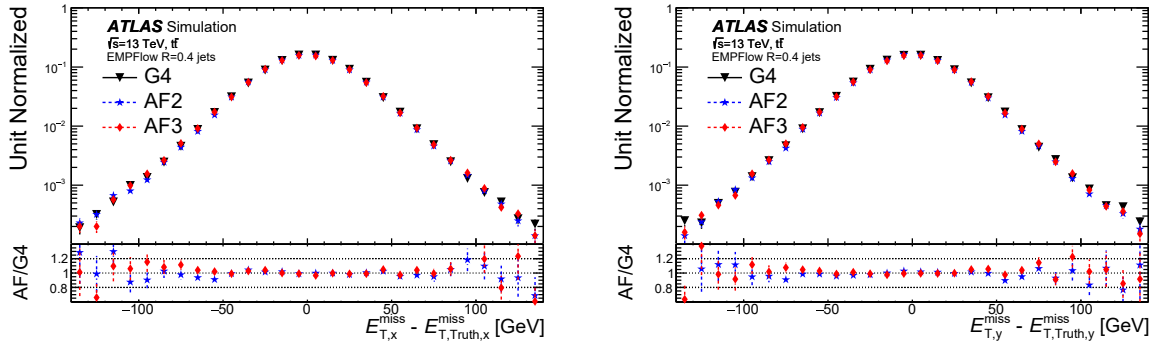 ATLAS Simulation
√s=13 TeV, tt̄
EMPFlow R=0.4 jets
G4
AF2
AF3
Unit Normalized
1
10⁻¹
10⁻²
10⁻³
AF/G4
1.2
1
0.8
−100 −50 0 50 100
E_T,x^miss - E_T,Truth,x^miss [GeV]
ATLAS Simulation
√s=13 TeV, tt̄
EMPFlow R=0.4 jets
G4
AF2
AF3
Unit Normalized
1
10⁻¹
10⁻²
10⁻³
AF/G4
1.2
1
0.8
−100 −50 0 50 100
E_T,y^miss - E_T,Truth,y^miss [GeV]